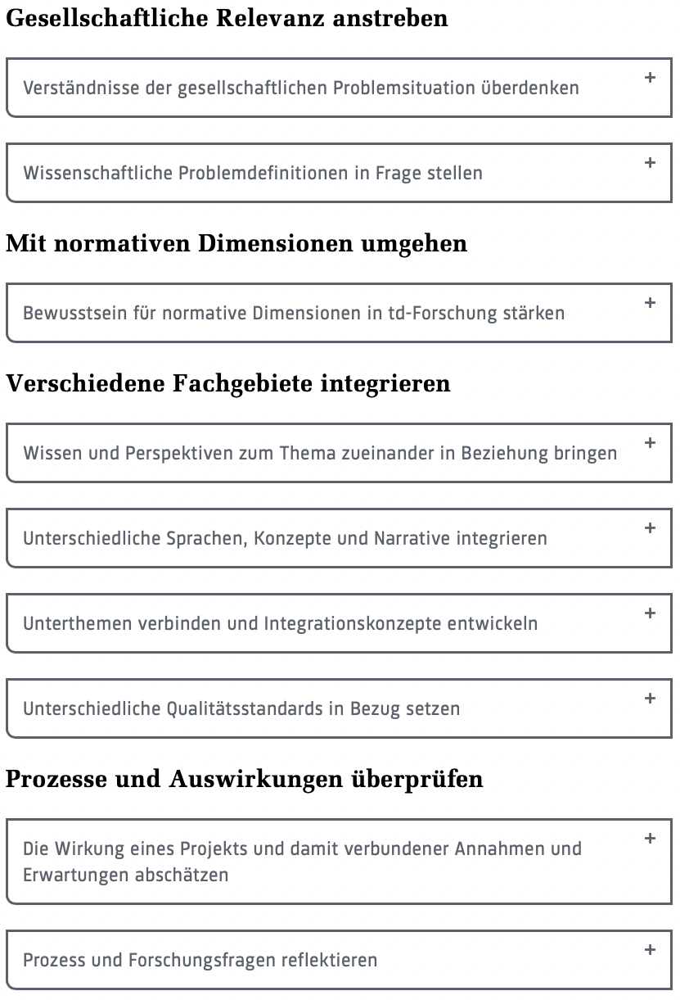 Gesellschaftliche Relevanz anstreben
Verständnisse der gesellschaftlichen Problemsituation überdenken
+
Wissenschaftliche Problemdefinitionen in Frage stellen
+
Mit normativen Dimensionen umgehen
Bewusstsein für normative Dimensionen in td-Forschung stärken
+
Verschiedene Fachgebiete integrieren
Wissen und Perspektiven zum Thema zueinander in Beziehung bringen
+
Unterschiedliche Sprachen, Konzepte und Narrative integrieren
+
Unterthemen verbinden und Integrationskonzepte entwickeln
+
Unterschiedliche Qualitätsstandards in Bezug setzen
+
Prozesse und Auswirkungen überprüfen
Die Wirkung eines Projekts und damit verbundener Annahmen und
Erwartungen abschätzen
+
Prozess und Forschungsfragen reflektieren
+